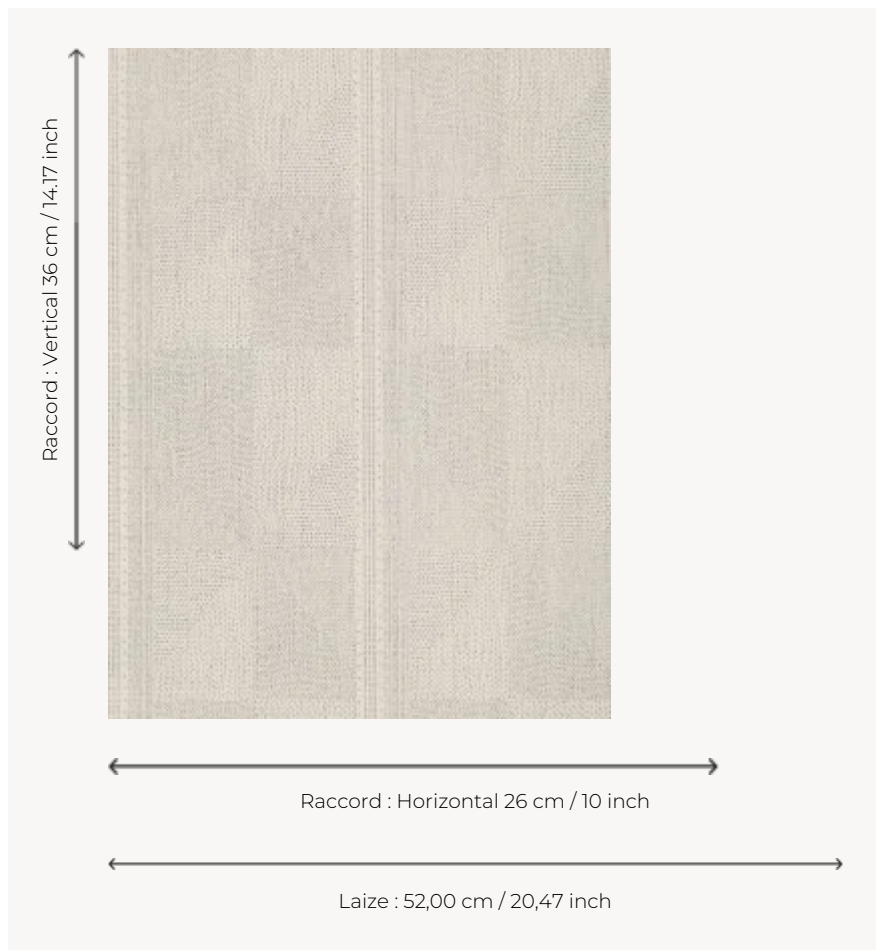 Raccord : Vertical 36 cm / 14.17 inch
Raccord : Horizontal 26 cm / 10 inch
Laize : 52,00 cm / 20,47 inch